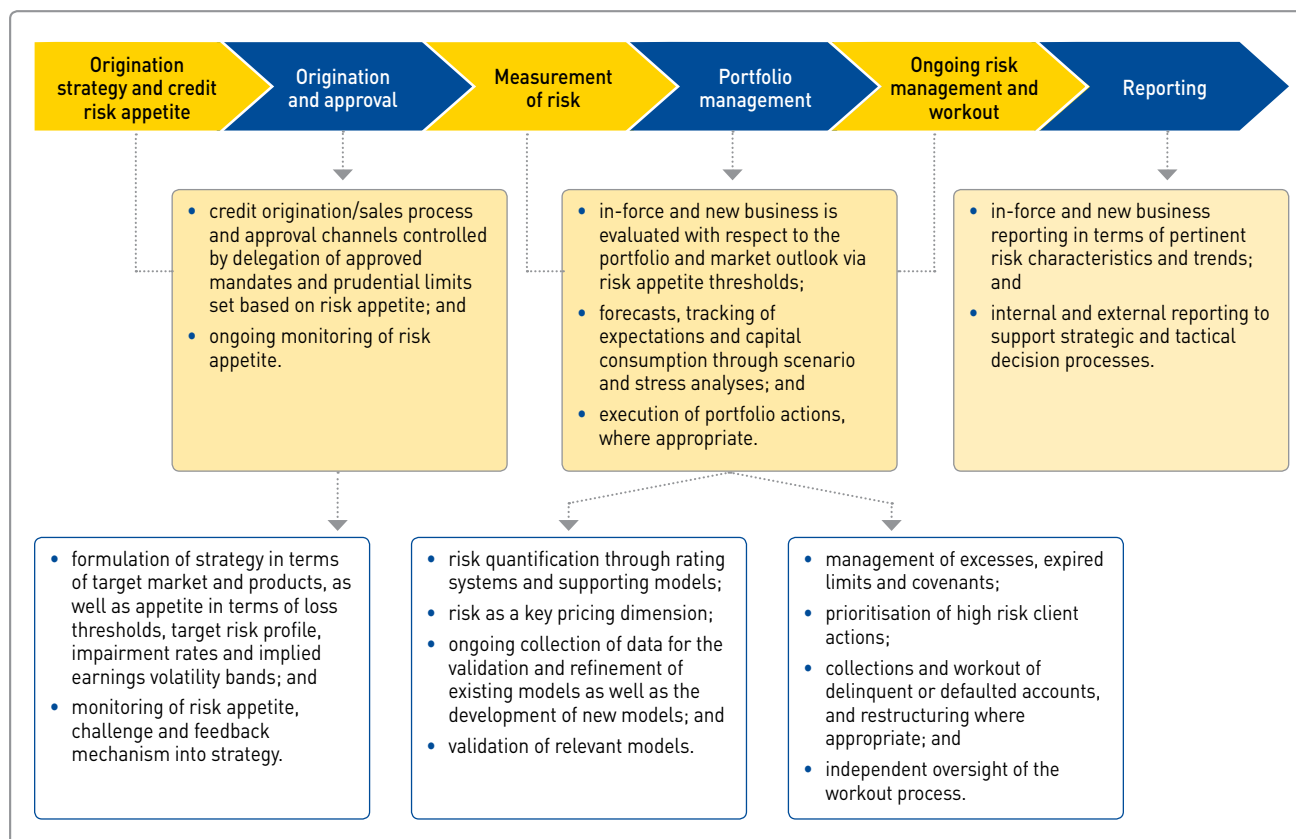 Origination
strategy and credit
risk appetite
Origination
and approval
Measurement
of risk
Portfolio
management
Ongoing risk
management and
workout
Reporting
• credit origination/sales process
and approval channels controlled
by delegation of approved
mandates and prudential limits
set based on risk appetite; and
• ongoing monitoring of risk
appetite.
• in-force and new business is
evaluated with respect to the
portfolio and market outlook via
risk appetite thresholds;
• forecasts, tracking of
expectations and capital
consumption through scenario
and stress analyses; and
• execution of portfolio actions,
where appropriate.
• in-force and new business
reporting in terms of pertinent
risk characteristics and trends;
and
• internal and external reporting to
support strategic and tactical
decision processes.
• formulation of strategy in terms
of target market and products, as
well as appetite in terms of loss
thresholds, target risk profile,
impairment rates and implied
earnings volatility bands; and
• monitoring of risk appetite,
challenge and feedback
mechanism into strategy.
• risk quantification through rating
systems and supporting models;
• risk as a key pricing dimension;
• ongoing collection of data for the
validation and refinement of
existing models as well as the
development of new models; and
• validation of relevant models.
• management of excesses, expired
limits and covenants;
• prioritisation of high risk client
actions;
• collections and workout of
delinquent or defaulted accounts,
and restructuring where
appropriate; and
• independent oversight of the
workout process.